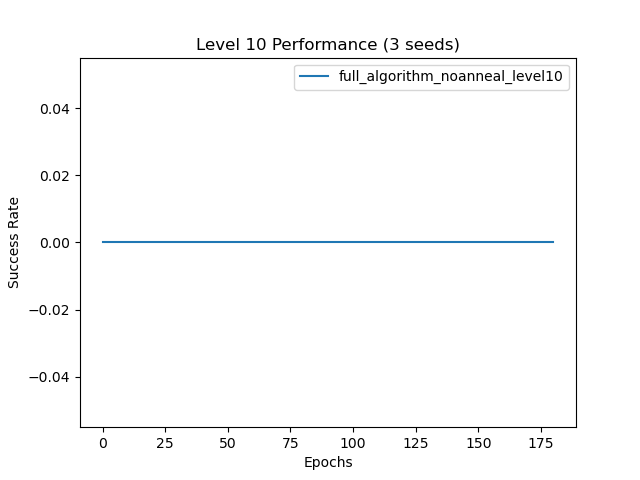 Level 10 Performance (3 seeds)
full_algorithm_noanneal_level10
0.04
0.02
0.00
−0.02
−0.04
Success Rate
0 25 50 75 100 125 150 175
Epochs